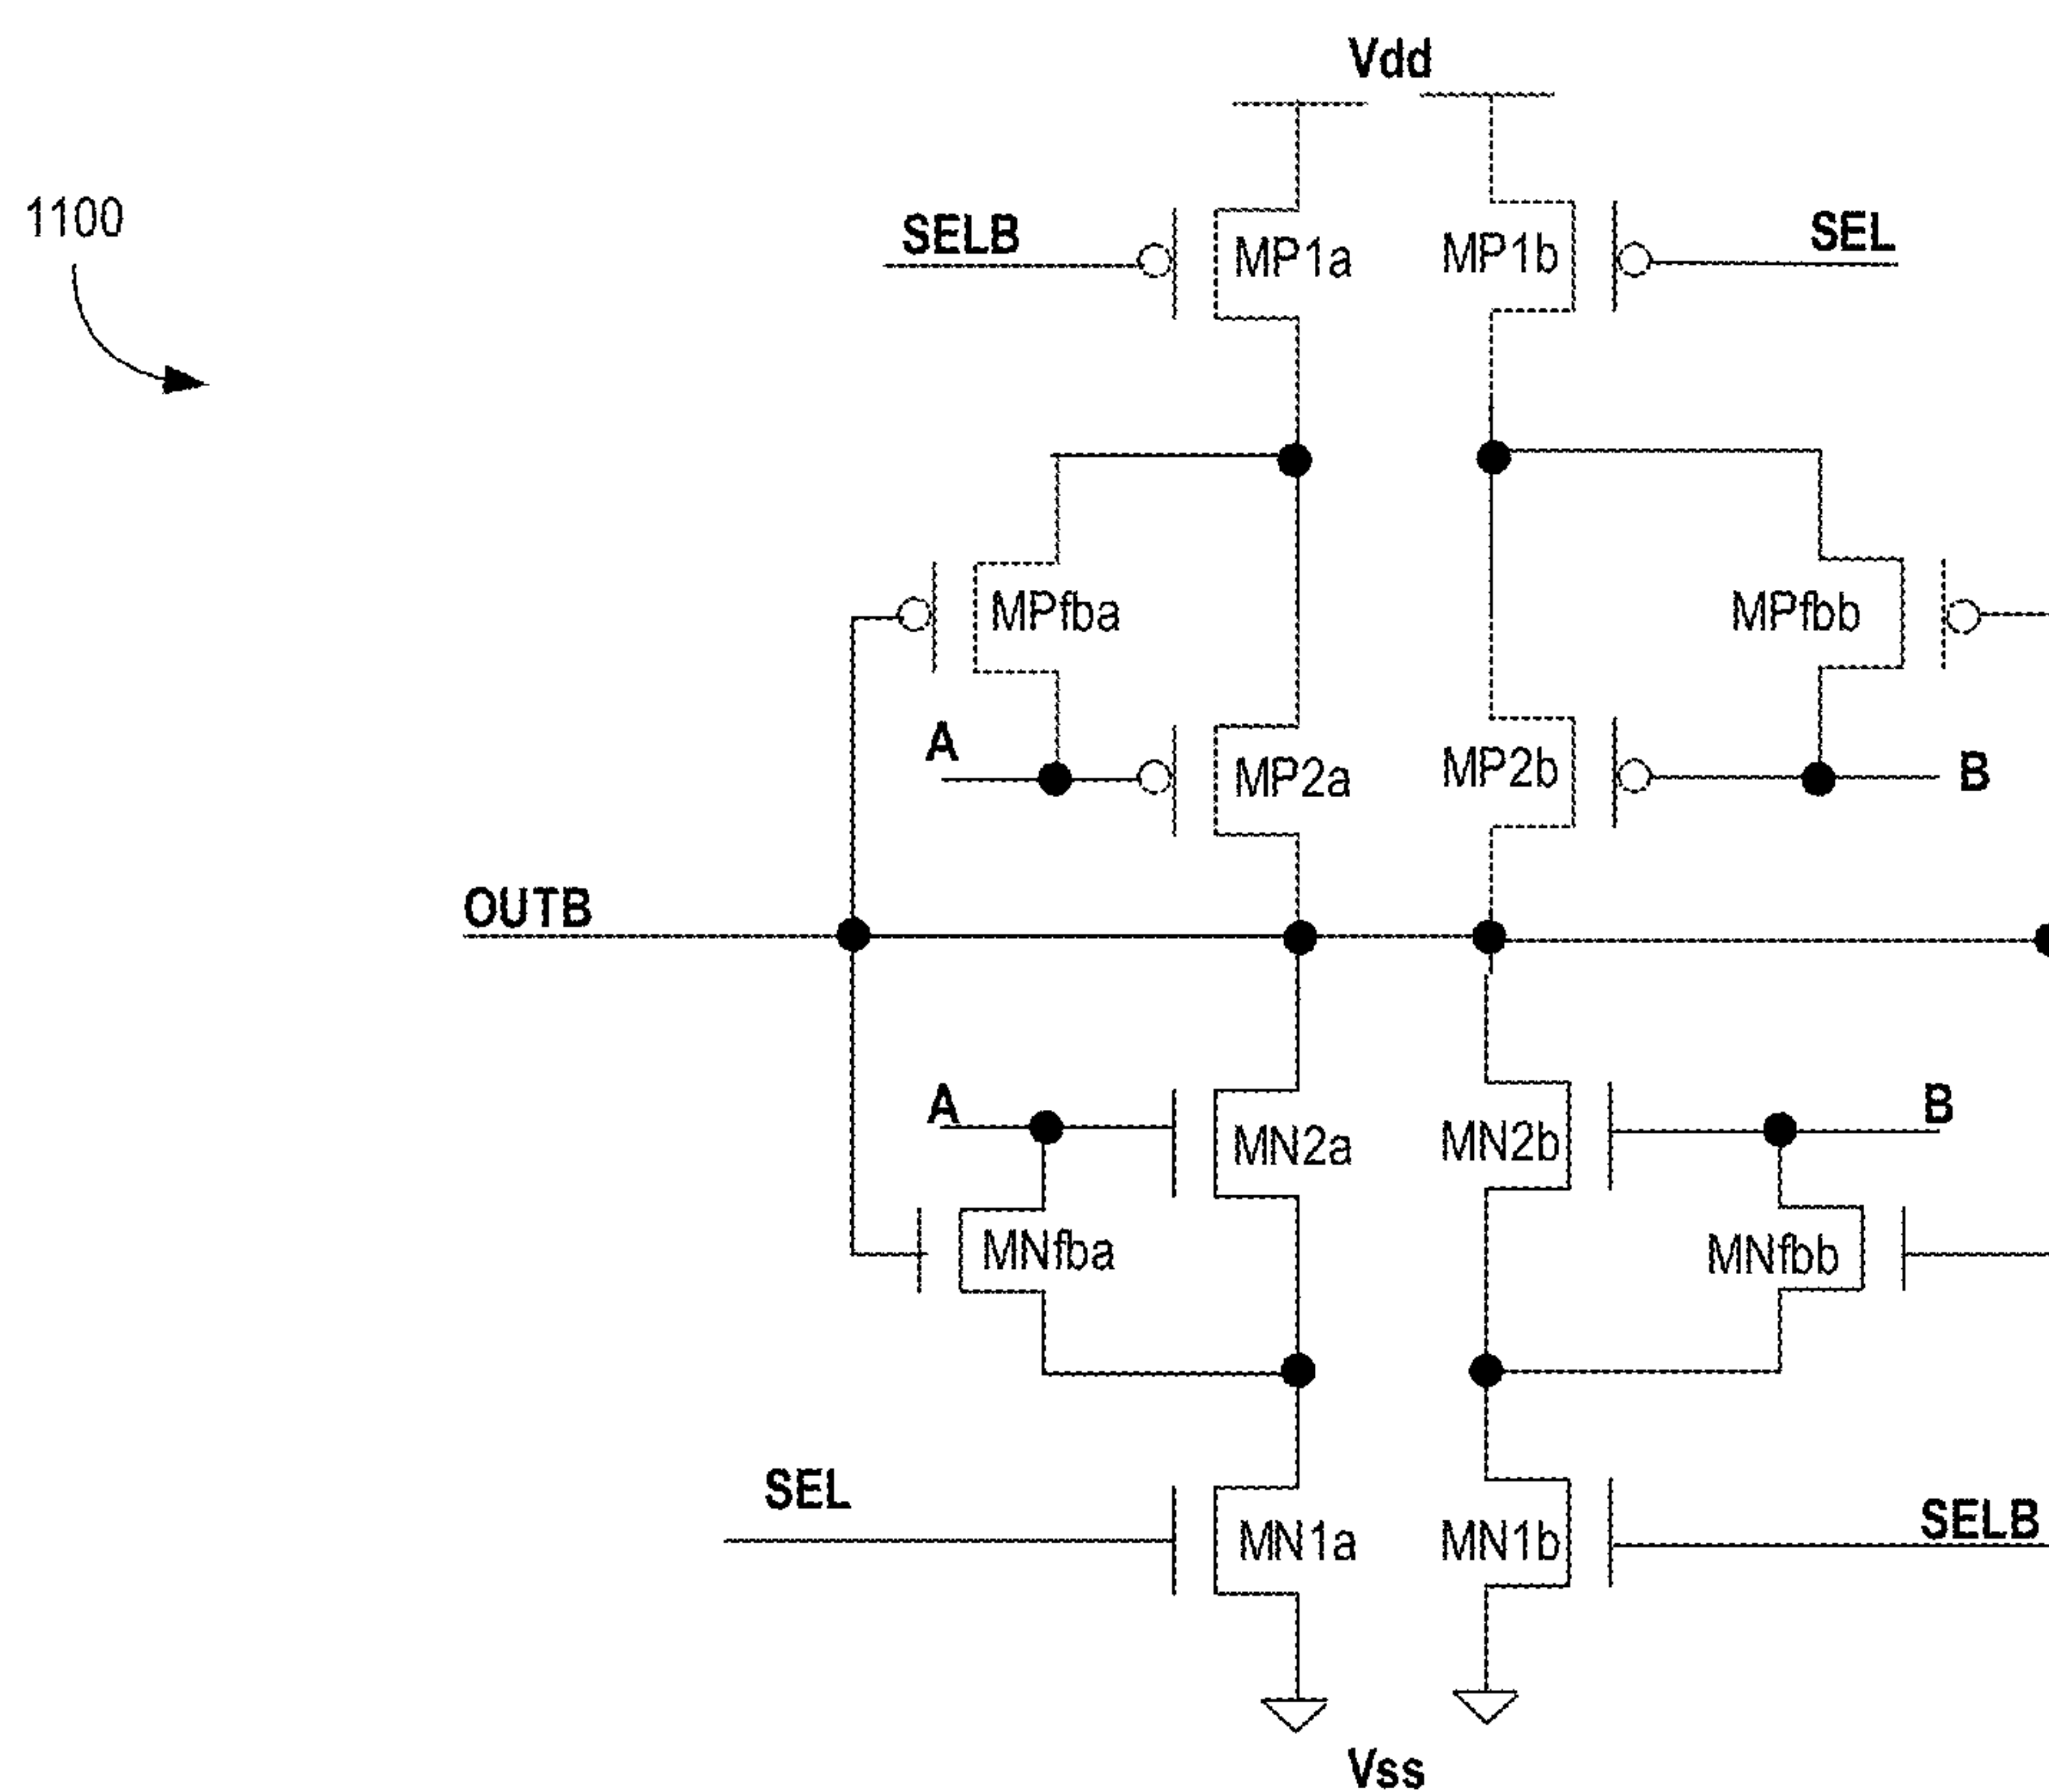 Vdd
1100
SELB
MP1a
MP1b
SEL
MPfba
MPfbb
A
MP2a
MP2b
B
OUTB
A
MN2a
MN2b
B
MNfba
MNfbb
SEL
MN1a
MN1b
SELB
Vss